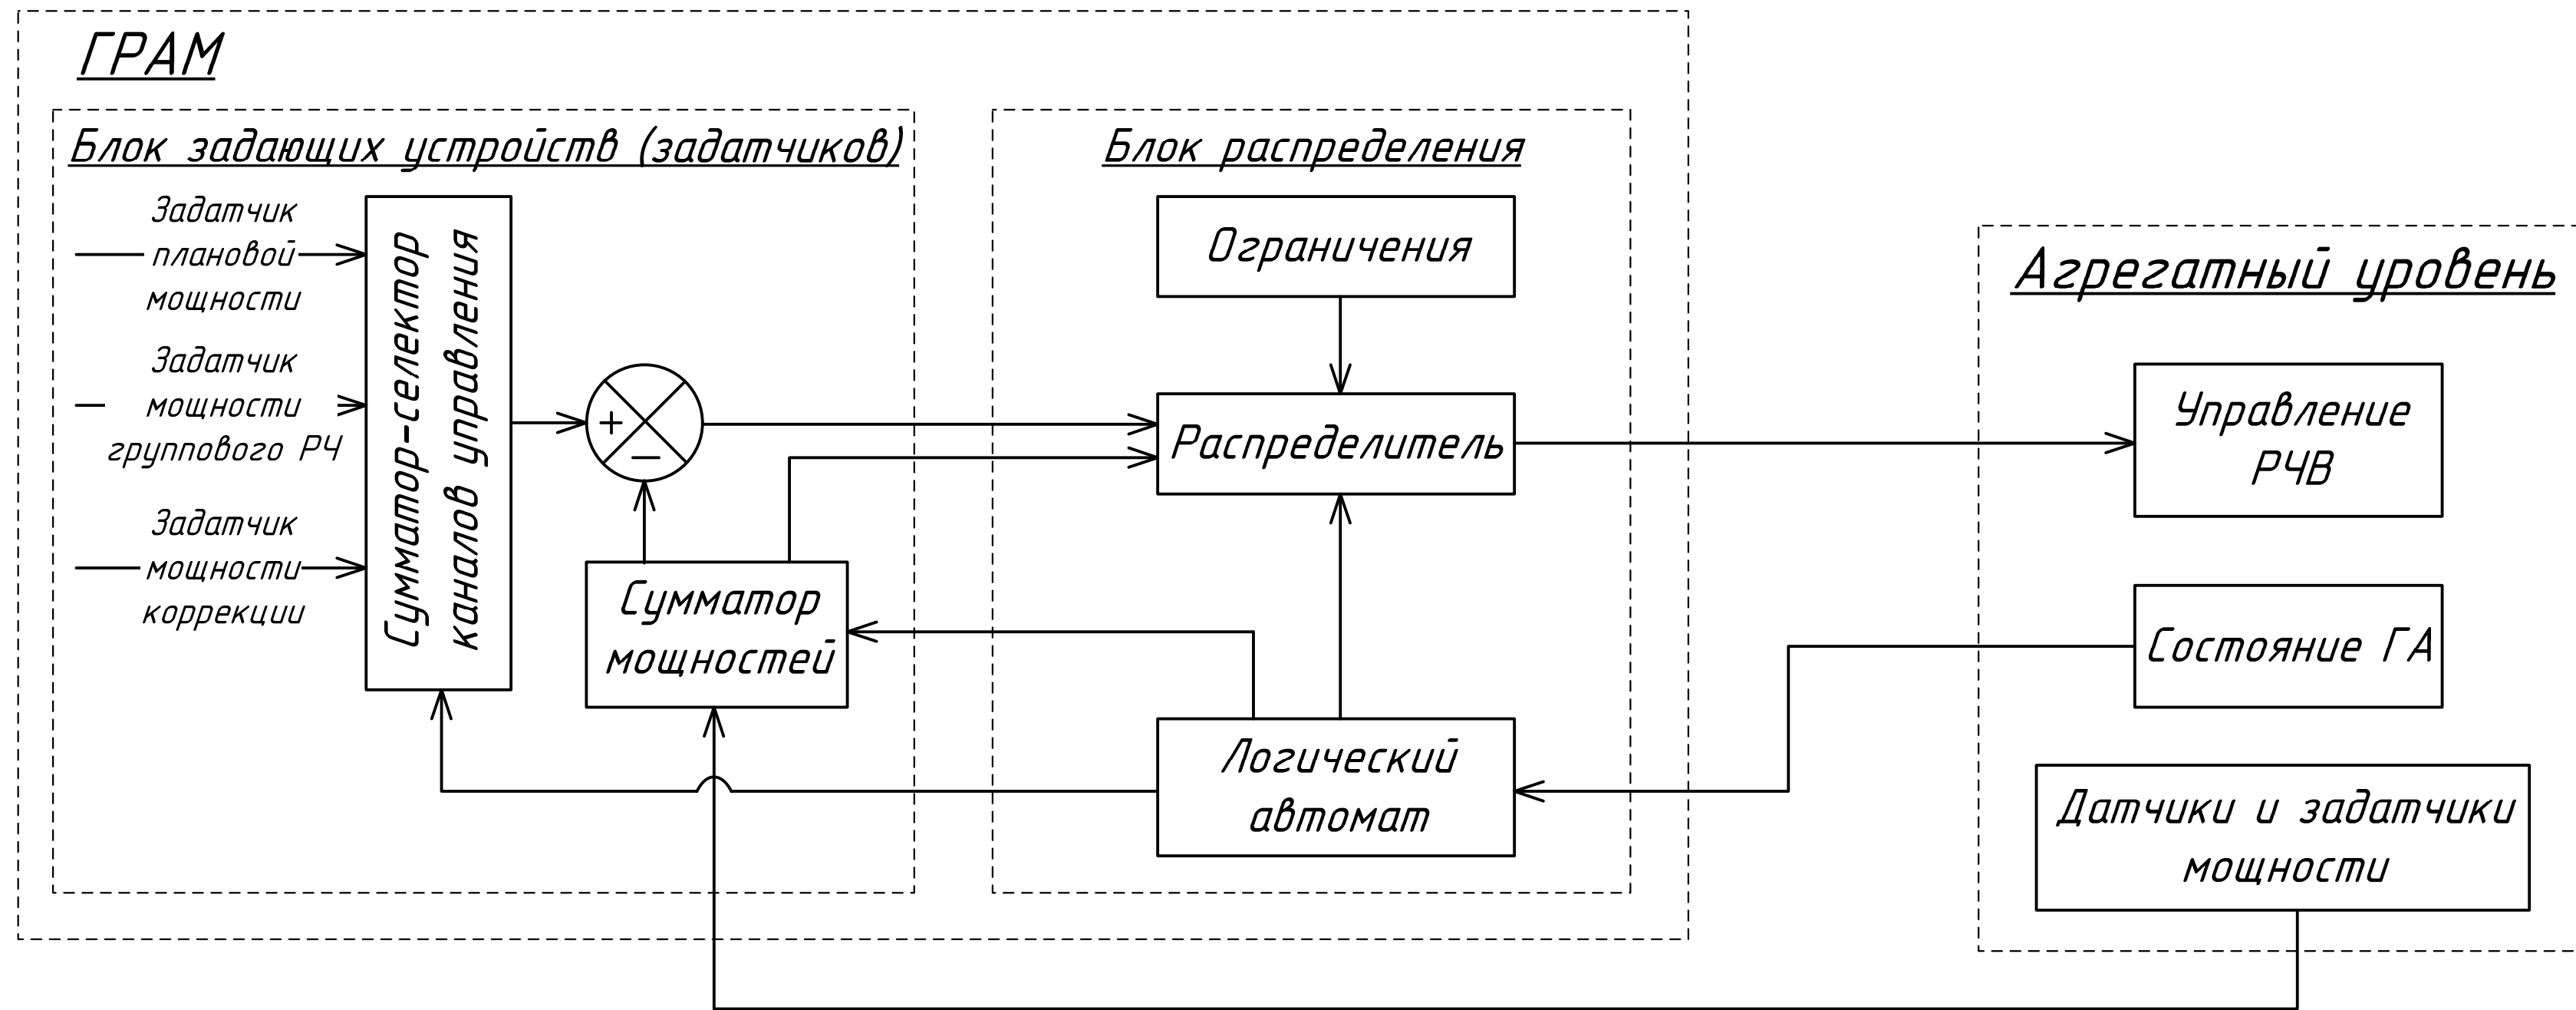 ГРАМ
Блок задающих устройств (задатчиков)
Задатчик
плановой
мощности
Задатчик
мощности
группового РЧ
Задатчик
мощности
коррекции
Сумматор-селектор
каналов управления
+
−
Сумматор
мощностей
Блок распределения
Ограничения
Распределитель
Логический
автомат
Агрегатный уровень
Управление
РЧВ
Состояние ГА
Датчики и задатчики
мощности